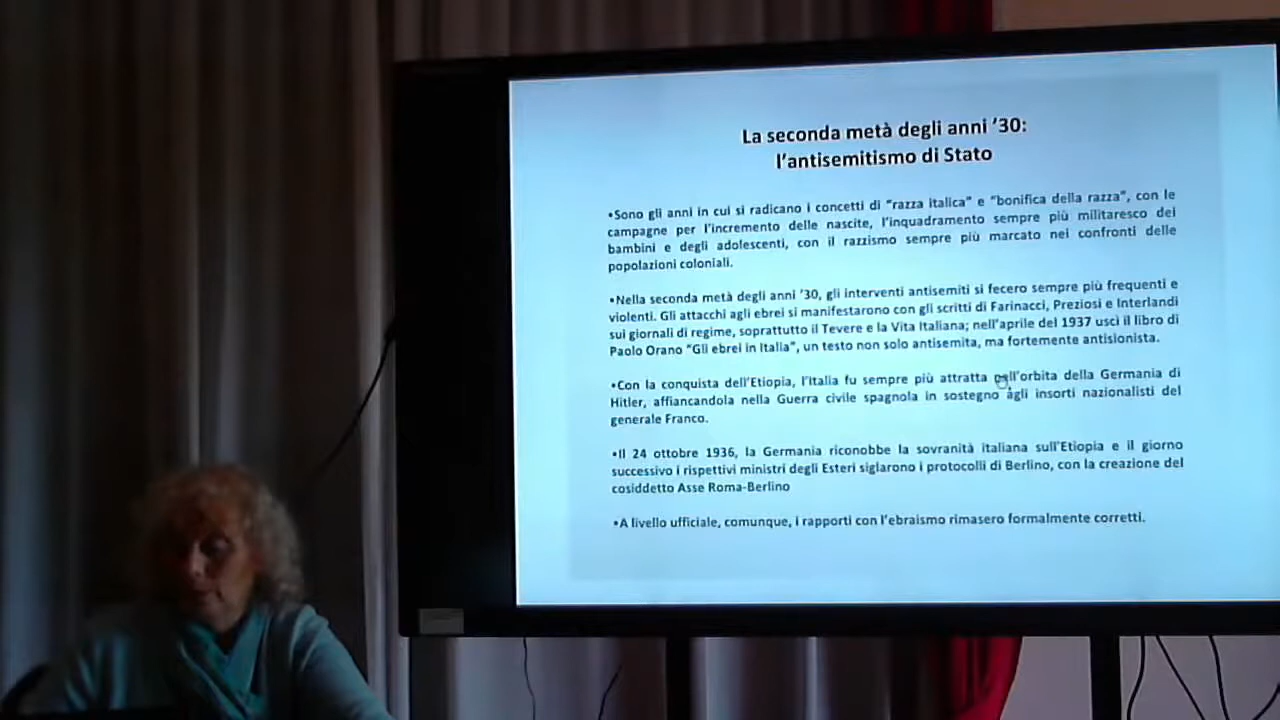 La seconda metà degli anni '30:
l'antisemitismo di Stato
•Sono gli anni in cui si radicano i concetti di "razza italica" e "bonifica della razza", con le
campagne per l'incremento delle nascite, l'inquadramento sempre più militaresco dei
bambini e degli adolescenti, con il razzismo sempre più marcato nei confronti delle
popolazioni coloniali.
•Nella seconda metà degli anni '30, gli interventi antisemiti si fecero sempre più frequenti e
violenti. Gli attacchi agli ebrei si manifestarono con gli scritti di Farinacci, Preziosi e Interlandi
sui giornali di regime, soprattutto il Tevere e la Vita Italiana; nell'aprile del 1937 uscì il libro di
Paolo Orano "Gli ebrei in Italia", un testo non solo antisemita, ma fortemente antisionista.
•Con la conquista dell'Etiopia, l'Italia fu sempre più attratta nell'orbita della Germania di
Hitler, affiancandola nella Guerra civile spagnola in sostegno agli insorti nazionalisti del
generale Franco.
•Il 24 ottobre 1936, la Germania riconobbe la sovranità italiana sull'Etiopia e il giorno
successivo i rispettivi ministri degli Esteri siglarono i protocolli di Berlino, con la creazione del
cosiddetto Asse Roma-Berlino
•A livello ufficiale, comunque, i rapporti con l'ebraismo rimasero formalmente corretti.